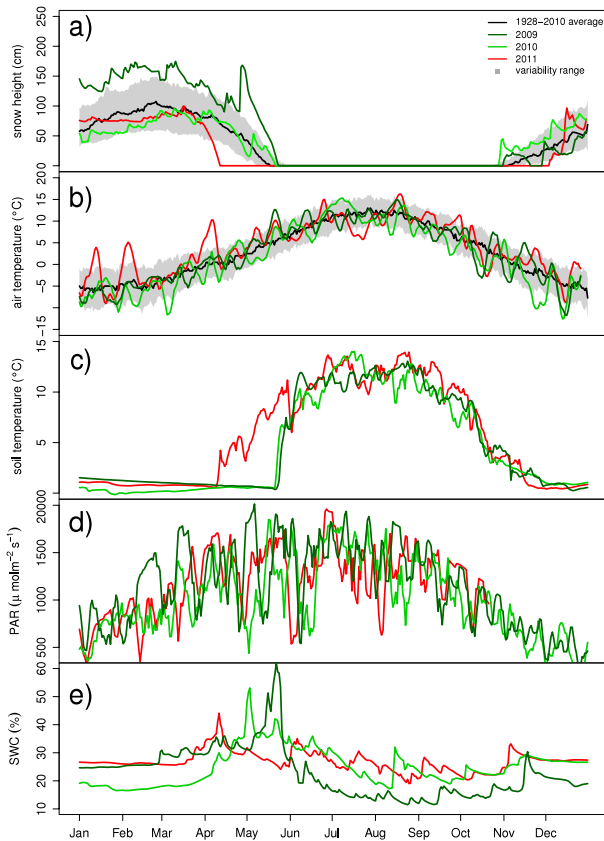 a)
1928−2010 average
2009
2010
2011
variability range
snow height (cm)
0 50 100 150 200 250
b)
air temperature (°C)
−15 −5 0 5 10 15 20
c)
soil temperature (°C)
0 5 10 15
d)
PAR (μ molm−2 s−1)
500 1000 1500 2000
e)
SWC (%)
10 20 30 40 50 60
Jan Feb Mar Apr May Jun Jul Aug Sep Oct Nov Dec